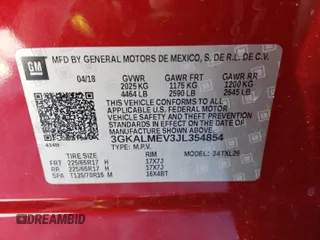 GM
MFD BY GENERAL MOTORS DE MEXICO, S. DE R.L. DE C.V.
04/18 GVWR GAWR FRT GAWR RR
2025 KG 1175 KG 1200 KG
4464 LB 2590 LB 2645 LB
THIS VEHICLE CONFORMS TO ALL
APPLICABLE U.S. FEDERAL MOTOR
VEHICLE SAFETY AND THEFT
PREVENTION STANDARDS IN EFFECT
ON THE DATE OF MANUFACTURE
SHOWN ABOVE.
3GKALMEV3JL354854
TYPE: M.P.V. MODEL: 34TXL26
TIRE SIZE RIM
FRT 225/65R17 H 17X7J
RR 225/65R17 H 17X7J
SPA T135/70R16 M 16X4BT